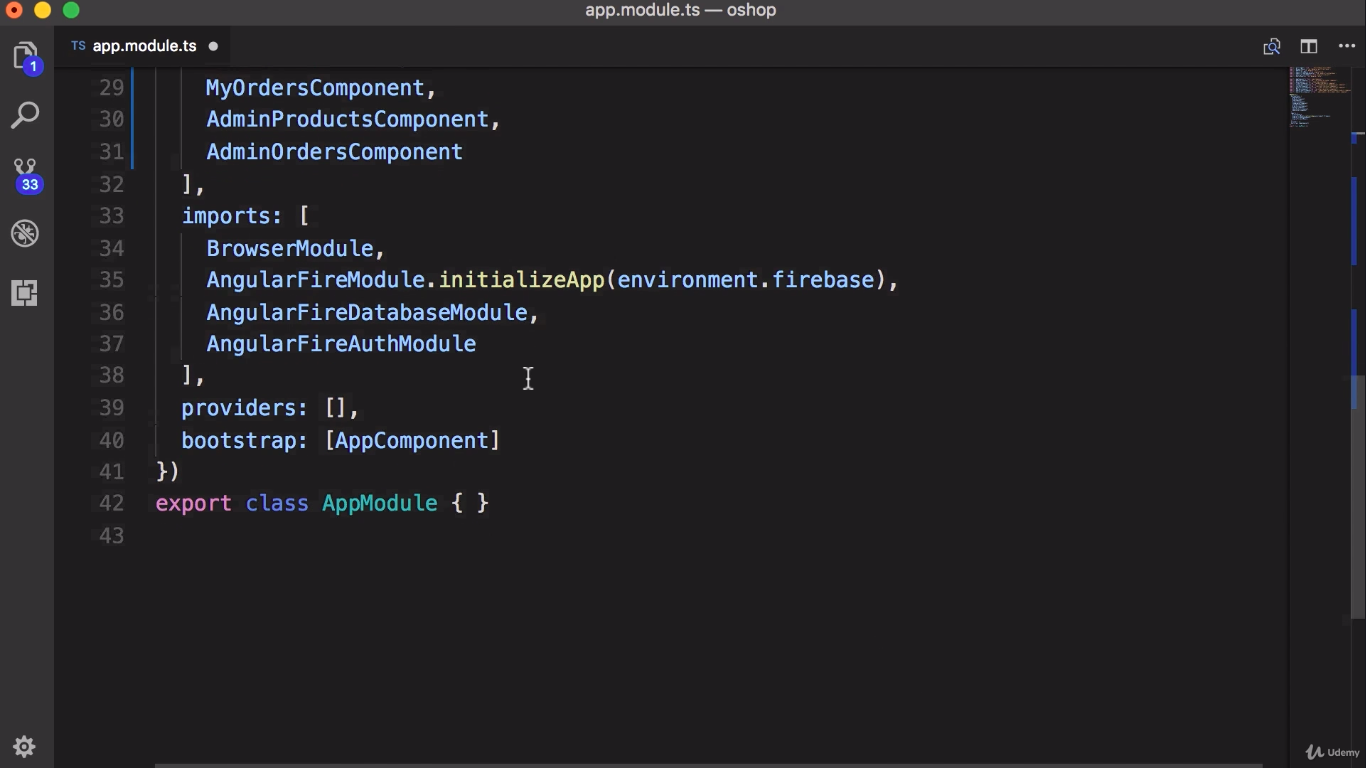 app.module.ts — oshop
TS app.module.ts
1
33
29 MyOrdersComponent,
30 AdminProductsComponent,
31 AdminOrdersComponent
32 ],
33 imports: [
34 BrowserModule,
35 AngularFireModule.initializeApp(environment.firebase),
36 AngularFireDatabaseModule,
37 AngularFireAuthModule
38 ],
39 providers: [],
40 bootstrap: [AppComponent]
41 })
42 export class AppModule { }
43
Udemy